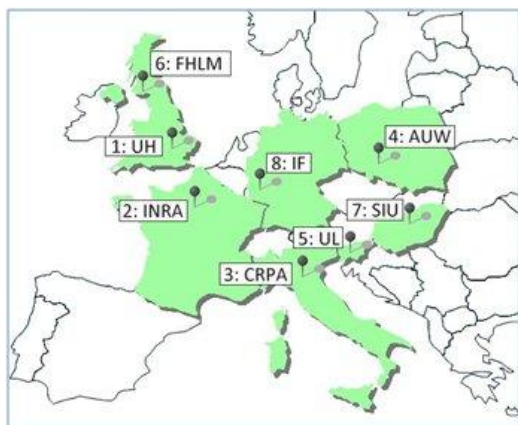 6: FHLM
1: UH
4: AUW
8: IF
2: INRA
7: SIU
5: UL
3: CRPA